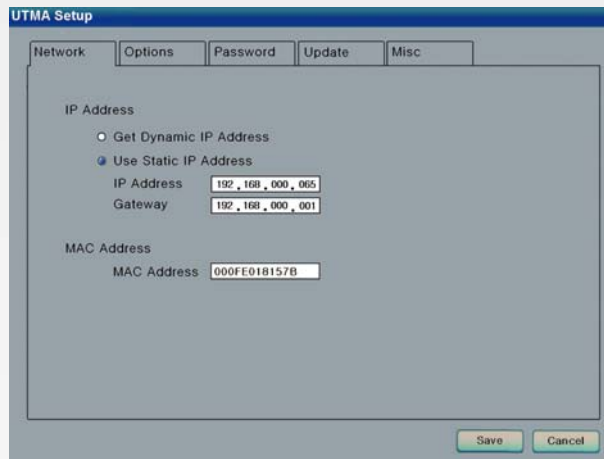 UTMA Setup
Network Options Password Update Misc
IP Address
Get Dynamic IP Address
Use Static IP Address
IP Address 192.168.000.065
Gateway 192.168.000.001
MAC Address
MAC Address 000FE018157B
Save Cancel